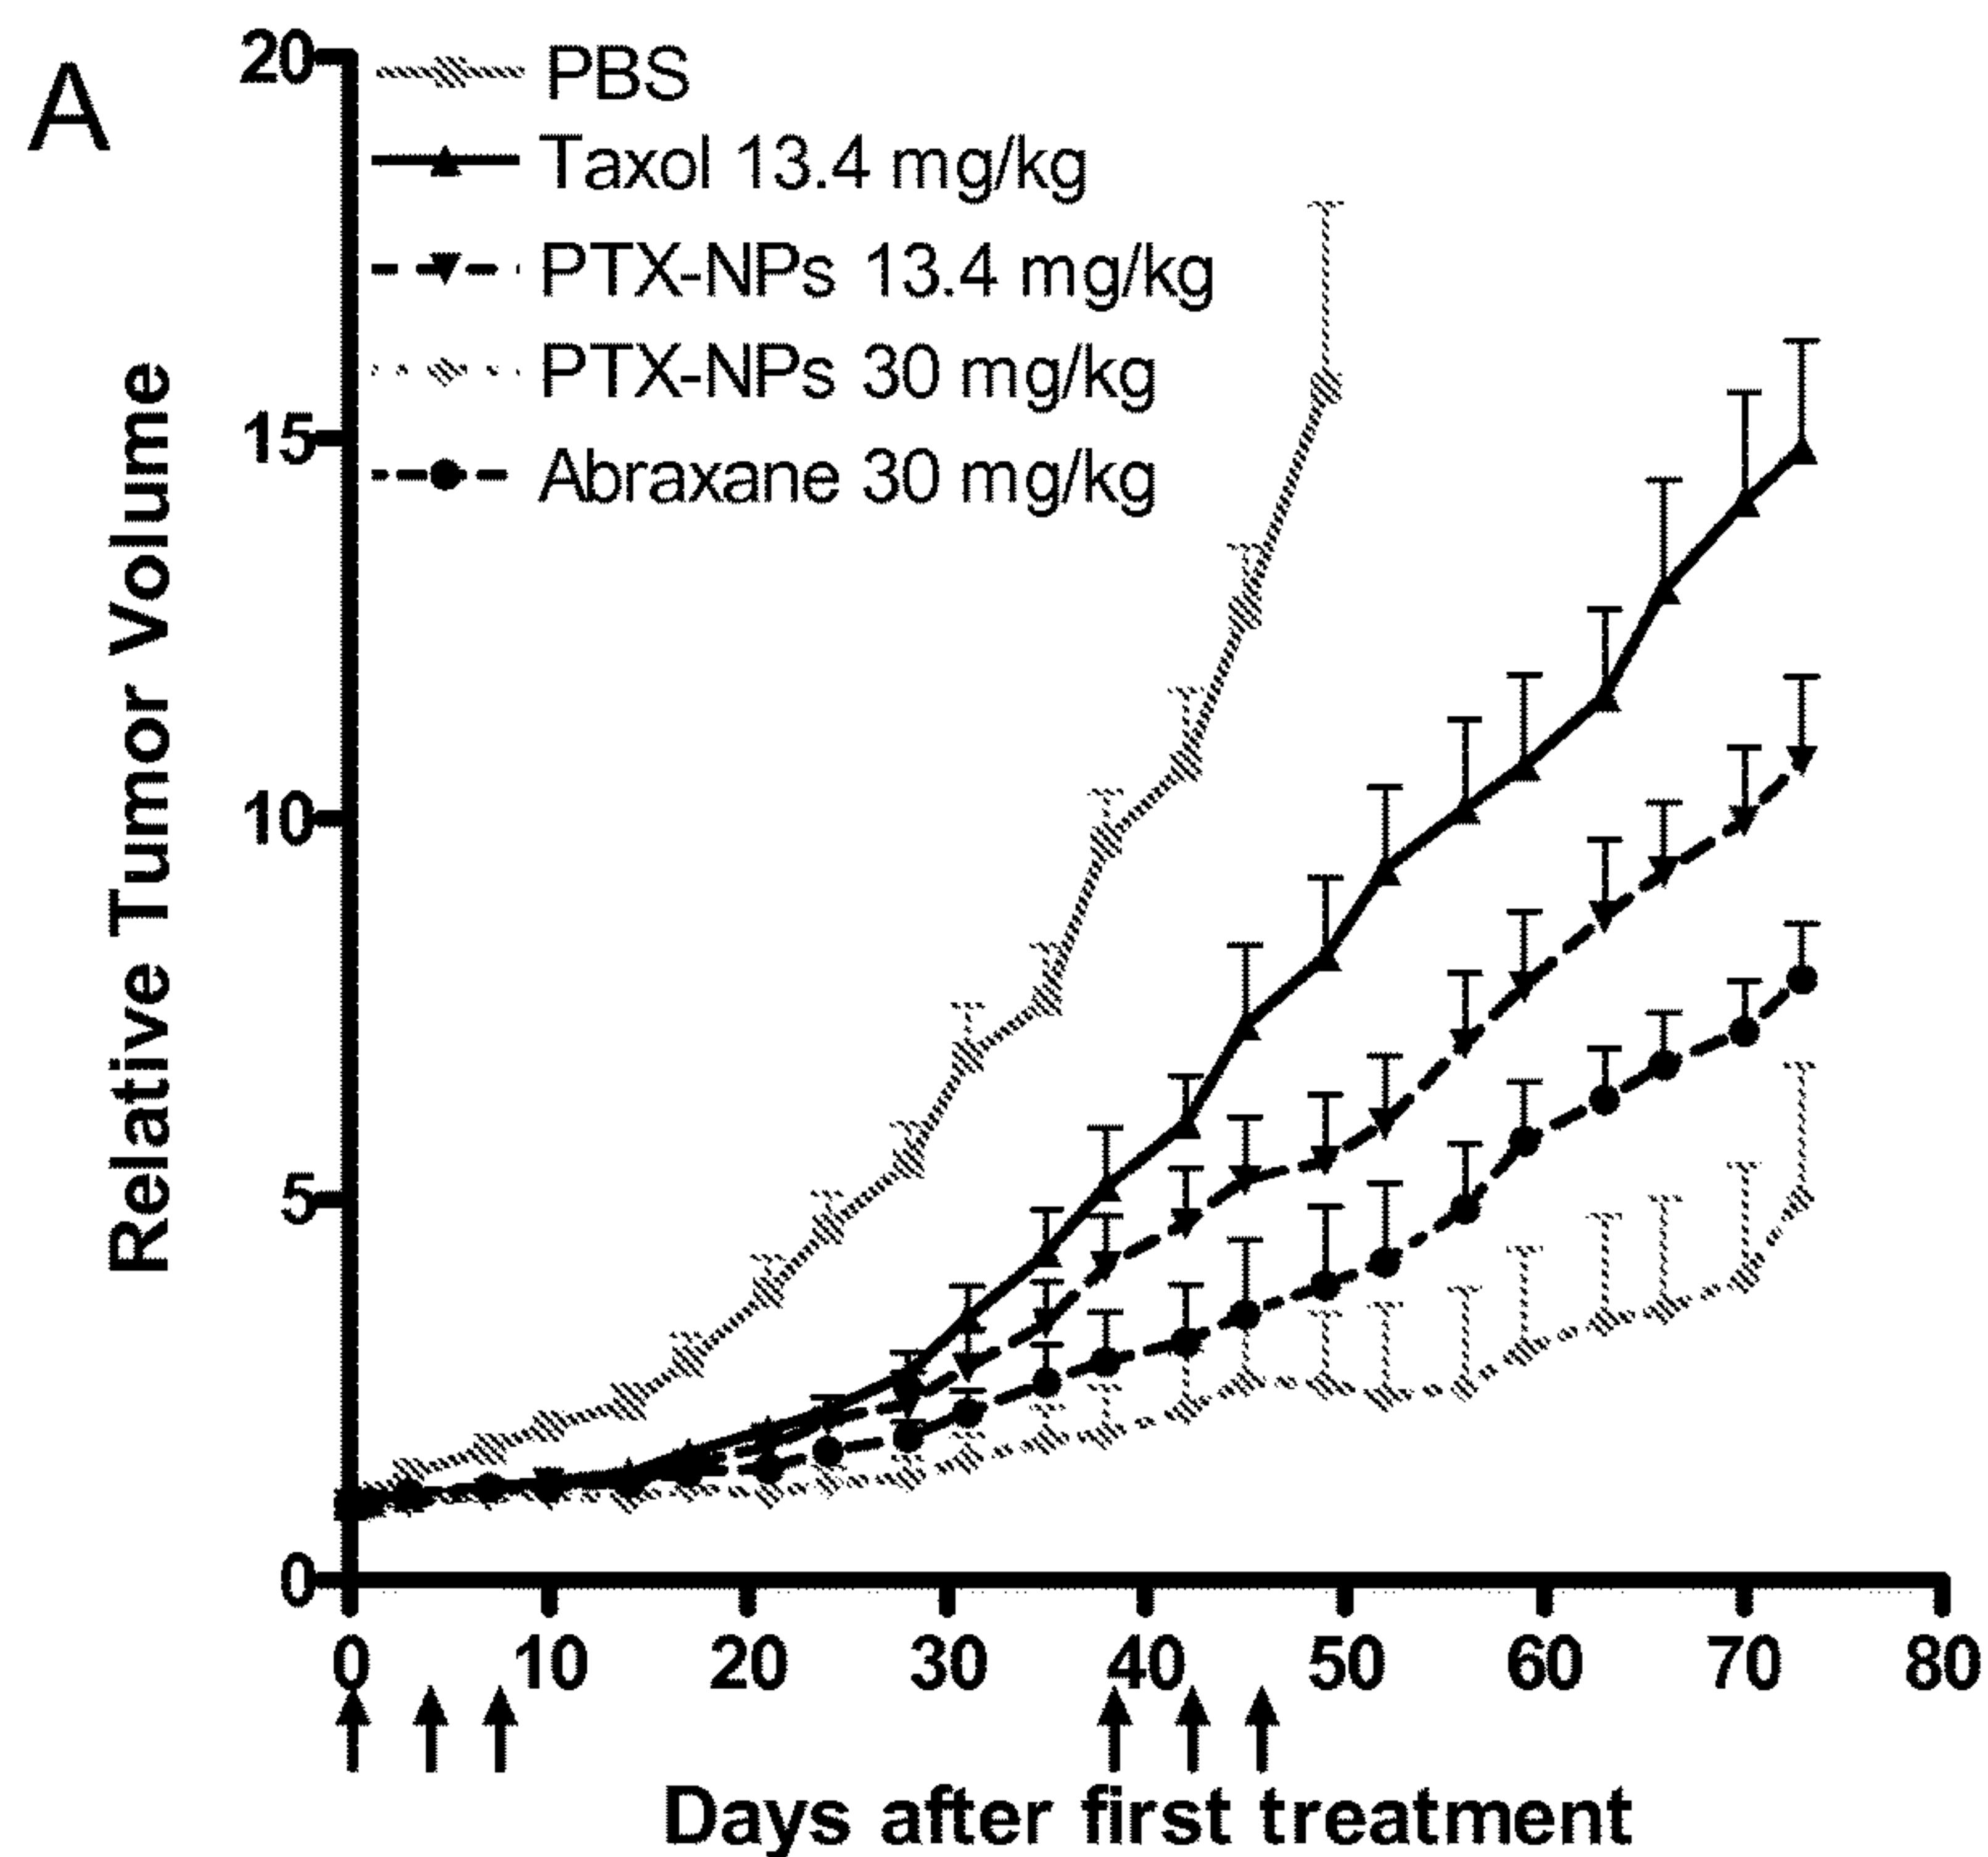 A
PBS
Taxol 13.4 mg/kg
PTX-NPs 13.4 mg/kg
PTX-NPs 30 mg/kg
Abraxane 30 mg/kg
Relative Tumor Volume
20
15
10
5
0
0 10 20 30 40 50 60 70 80
Days after first treatment